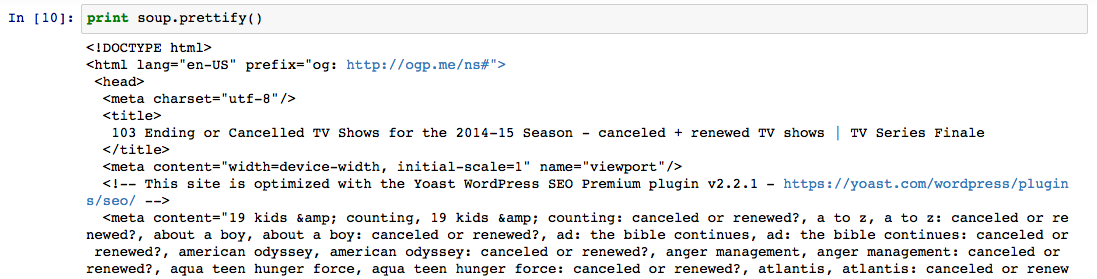 In [10]: print soup.prettify()
<!DOCTYPE html>
<html lang="en-US" prefix="og: http://ogp.me/ns#">
<head>
<meta charset="utf-8"/>
<title>
103 Ending or Cancelled TV Shows for the 2014-15 Season - canceled + renewed TV shows | TV Series Finale
</title>
<meta content="width=device-width, initial-scale=1" name="viewport"/>
<!-- This site is optimized with the Yoast WordPress SEO Premium plugin v2.2.1 - https://yoast.com/wordpress/plugin
s/seo/ -->
<meta content="19 kids &amp; counting, 19 kids &amp; counting: canceled or renewed?, a to z, a to z: canceled or re
newed?, about a boy, about a boy: canceled or renewed?, ad: the bible continues, ad: the bible continues: canceled or
renewed?, american odyssey, american odyssey: canceled or renewed?, anger management, anger management: canceled or
renewed?, aqua teen hunger force, aqua teen hunger force: canceled or renewed?, atlantis, atlantis: canceled or renew